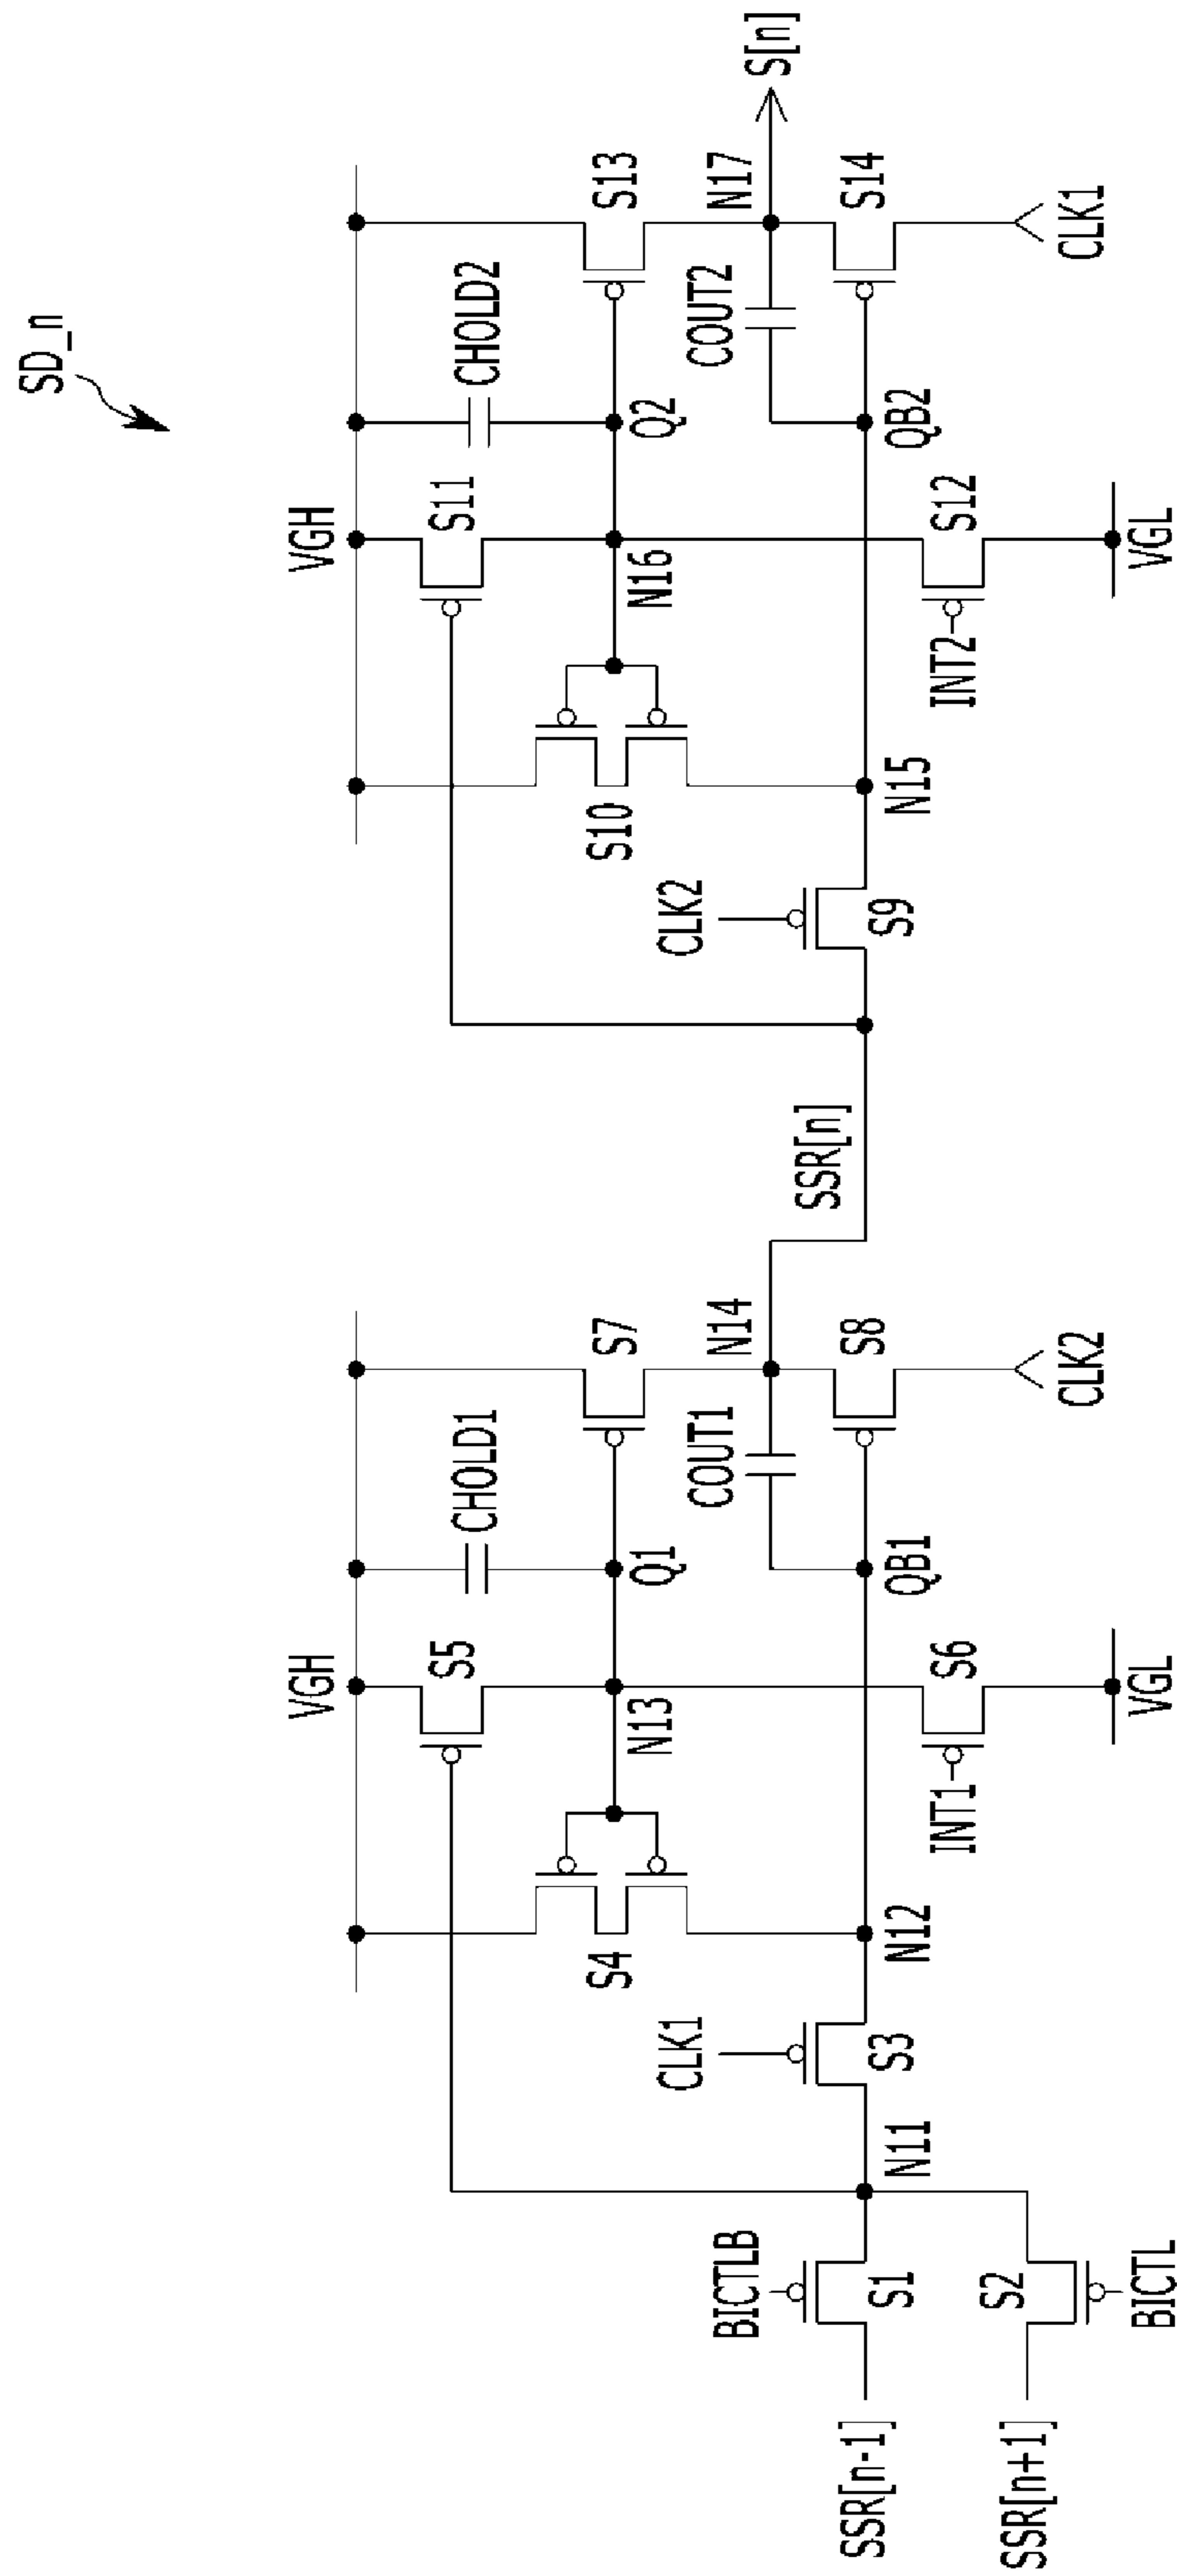 SD_n
VGH
S5
CHOLD1
S4
N13
Q1
S7
CLK1
COUT1
N14
BICTLB
S1
N11
S3
N12
QB1
S8
SSR[n-1]
SSR[n+1]
S2
BICTL
INT1
S6
VGL
CLK2
SSR[n]
VGH
S11
CHOLD2
S10
N16
Q2
S13
CLK2
COUT2
N17
S[n]
S9
N15
QB2
S14
INT2
S12
VGL
CLK1